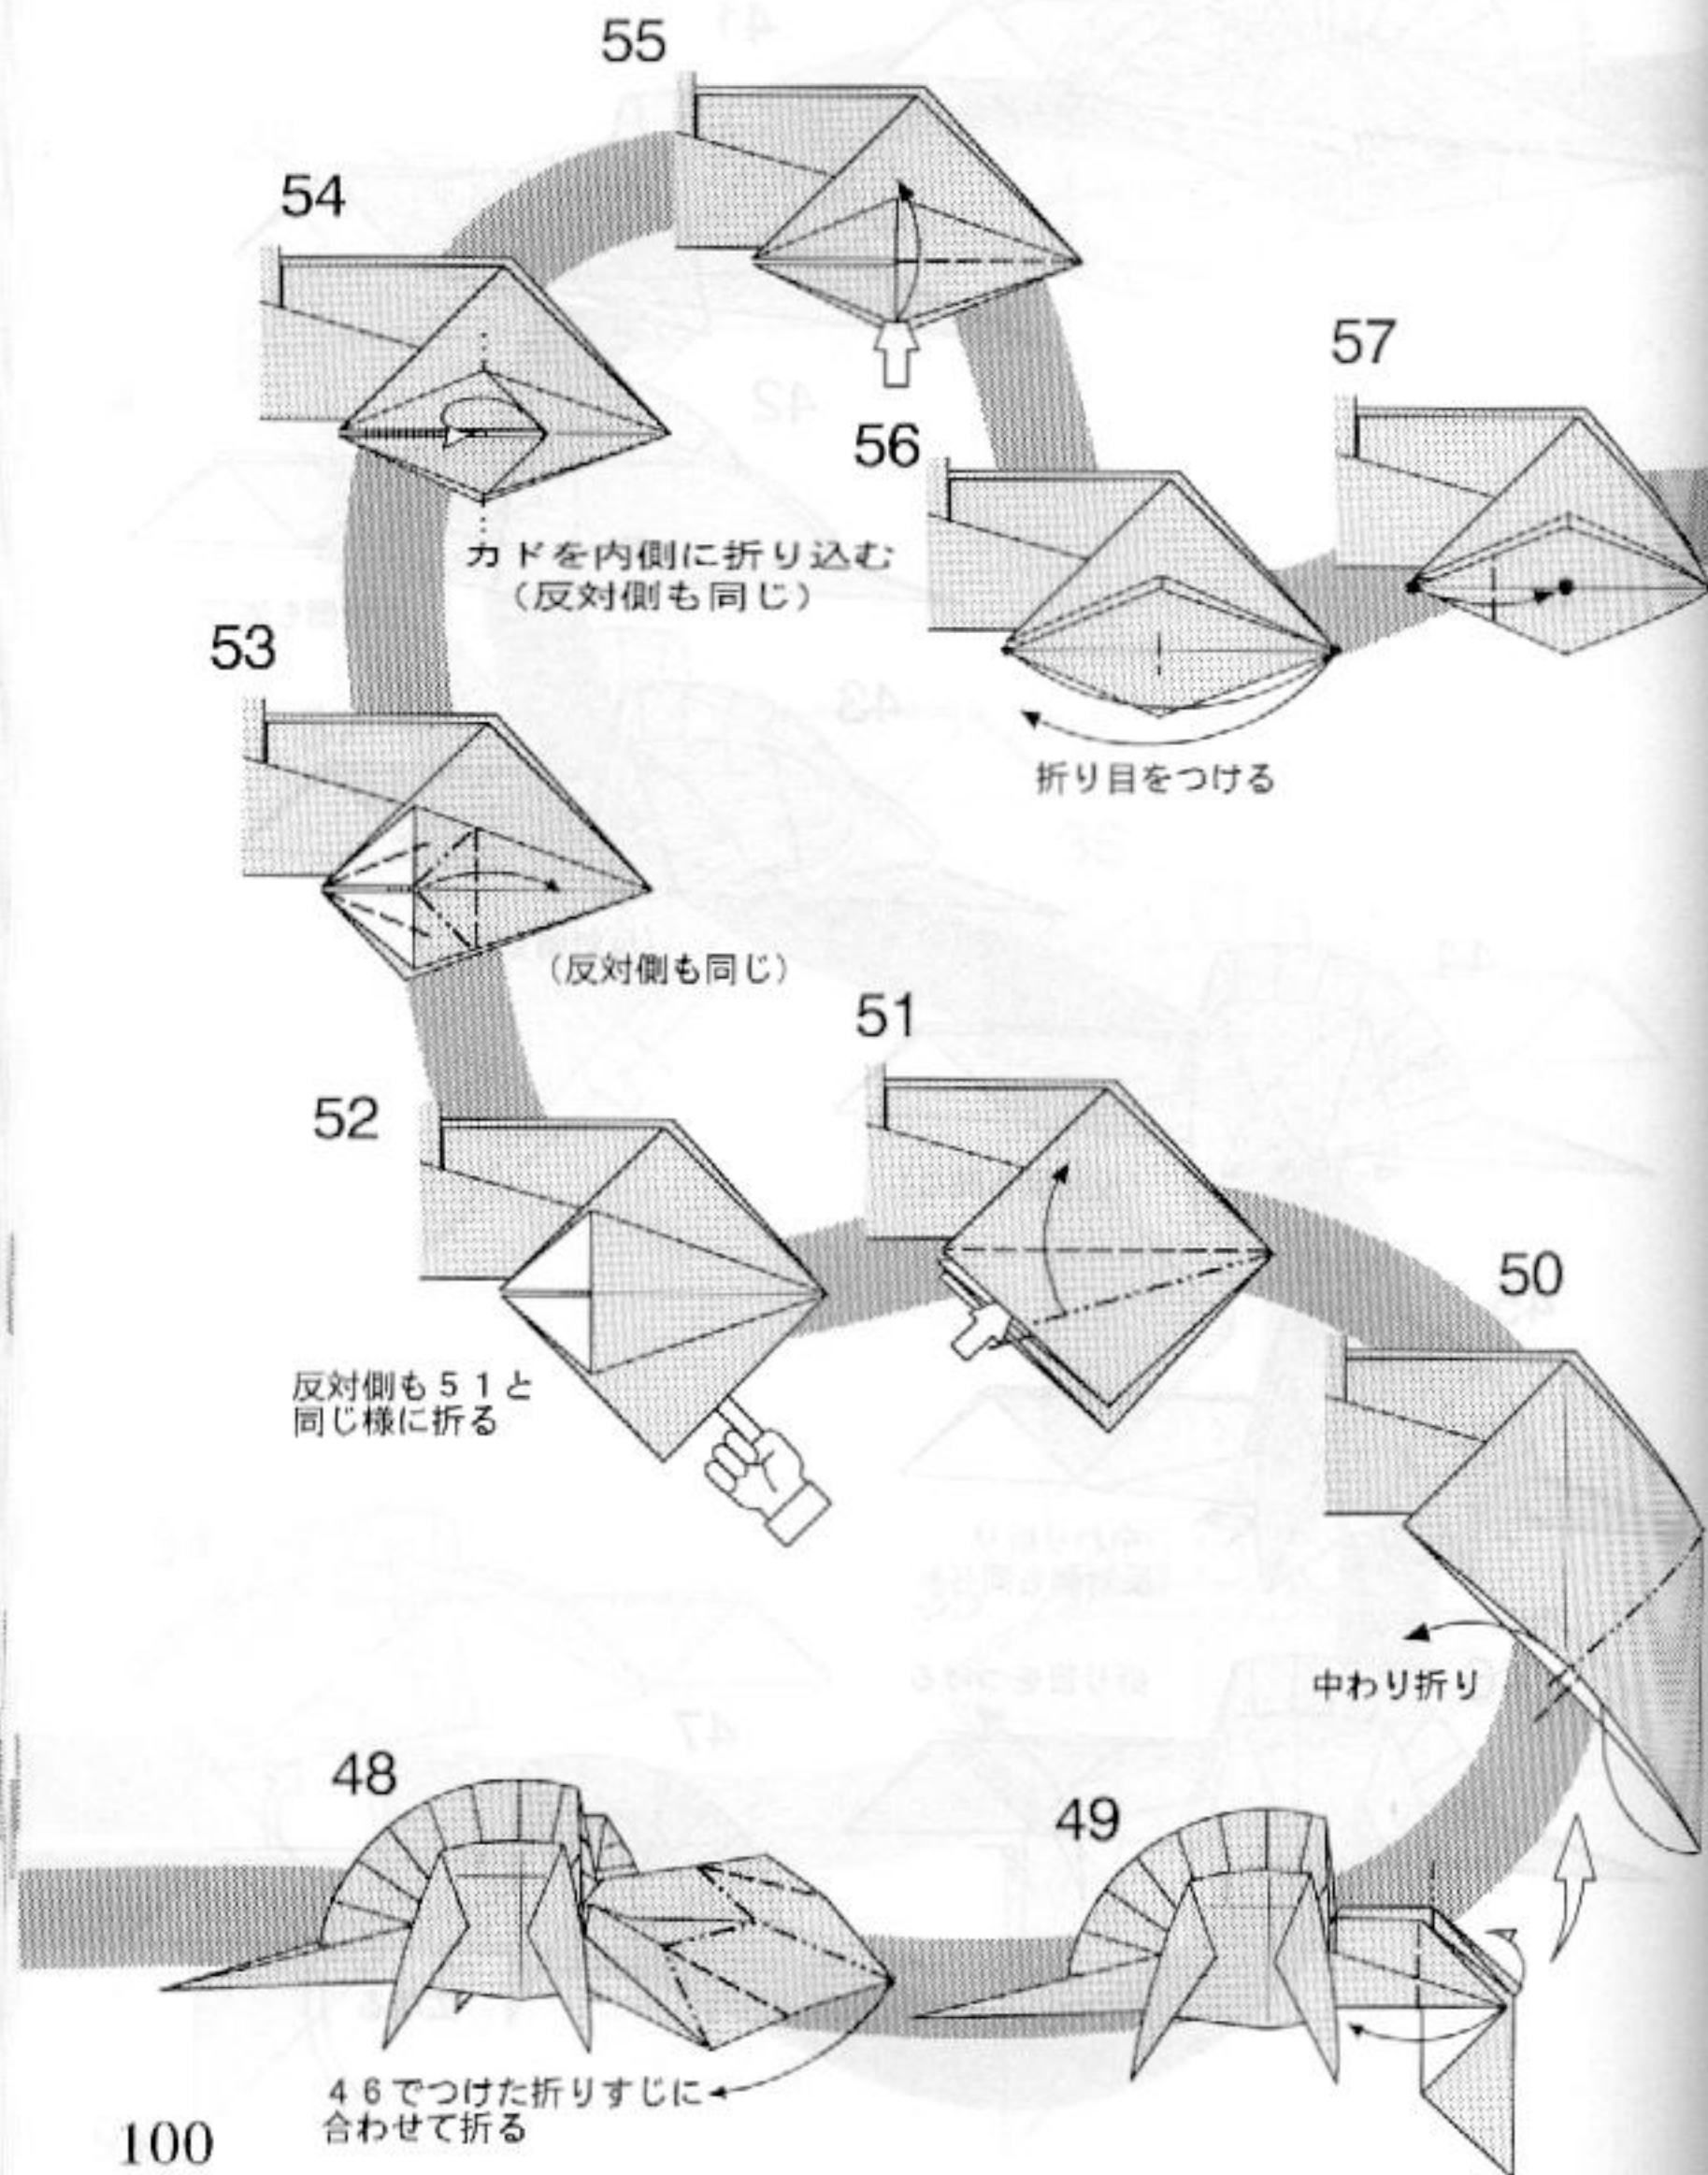 48
46でつけた折りすじに
合わせて折る
49
50
中わり折り
51
52
反対側も51と
同じ様に折る
53
(反対側も同じ)
54
カドを内側に折り込む
(反対側も同じ)
55
56
折り目をつける
57
100